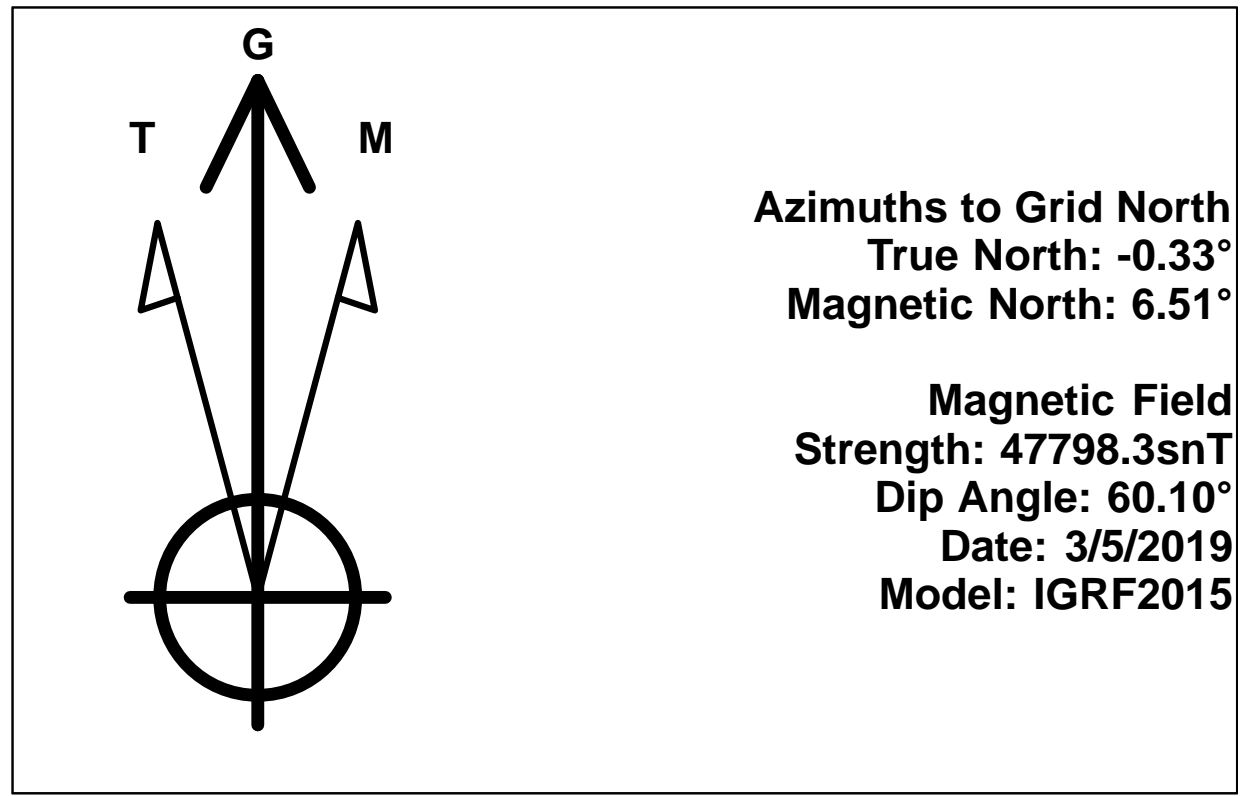 G
T
M
Azimuths to Grid North
True North: -0.33°
Magnetic North: 6.51°
Magnetic Field
Strength: 47798.3snT
Dip Angle: 60.10°
Date: 3/5/2019
Model: IGRF2015